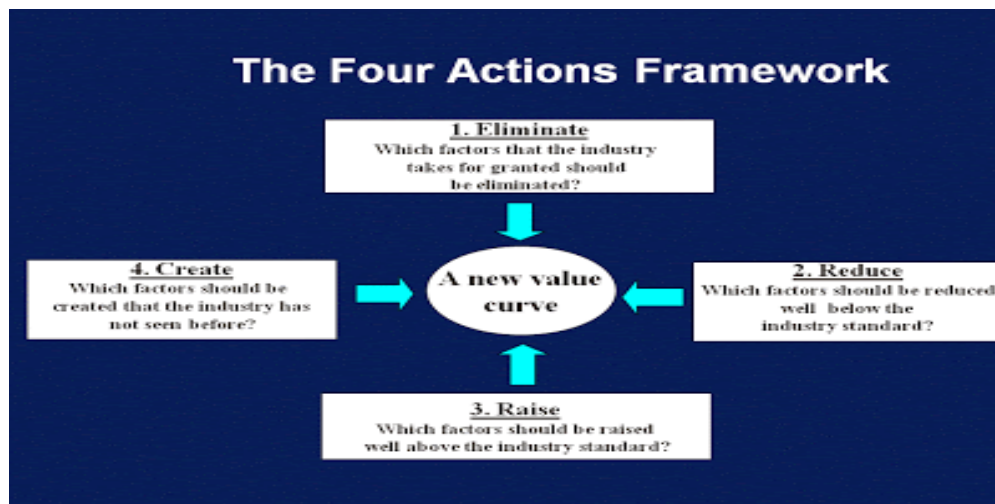 The Four Actions Framework
1. Eliminate
Which factors that the industry
takes for granted should
be eliminated?
4. Create
Which factors should be
created that the industry has
not seen before?
A new value
curve
2. Reduce
Which factors should be reduced
well below the
industry standard?
3. Raise
Which factors should be raised
well above the industry standard?